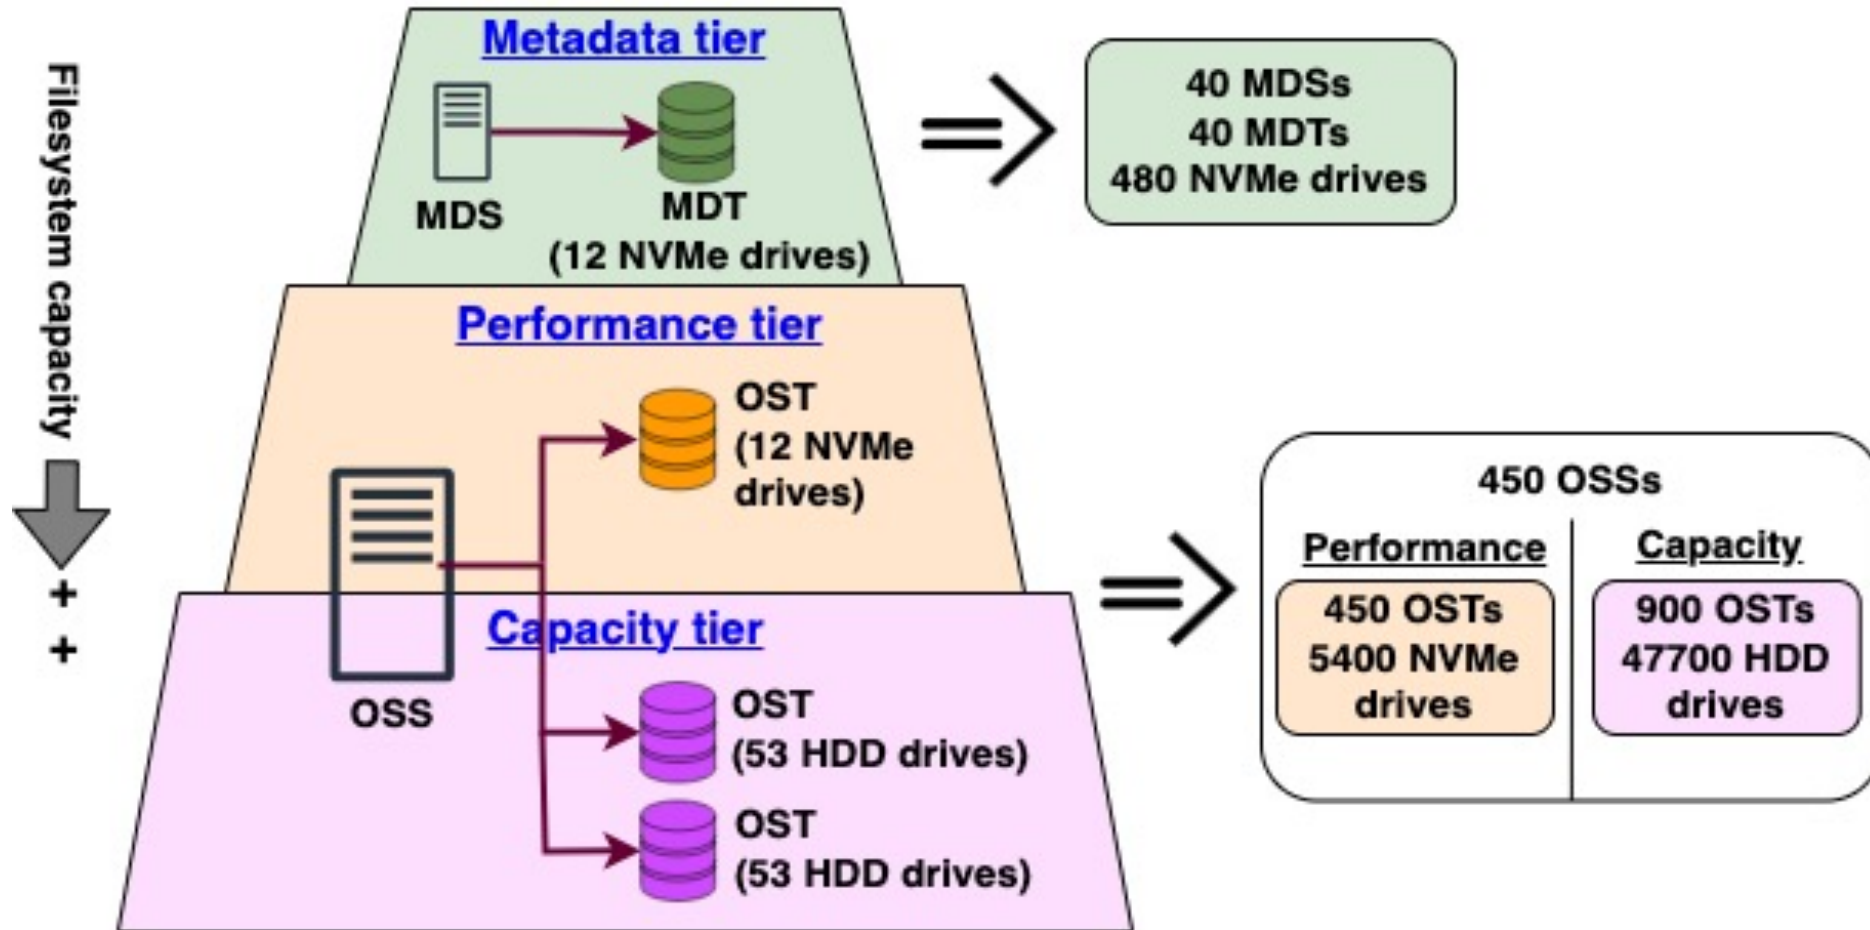 Filesystem capacity
+
+
Metadata tier
MDS
MDT
(12 NVMe drives)
40 MDSs
40 MDTs
480 NVMe drives
Performance tier
OST
(12 NVMe
drives)
OSS
Capacity tier
OST
(53 HDD drives)
OST
(53 HDD drives)
450 OSSs
Performance
450 OSTs
5400 NVMe
drives
Capacity
900 OSTs
47700 HDD
drives